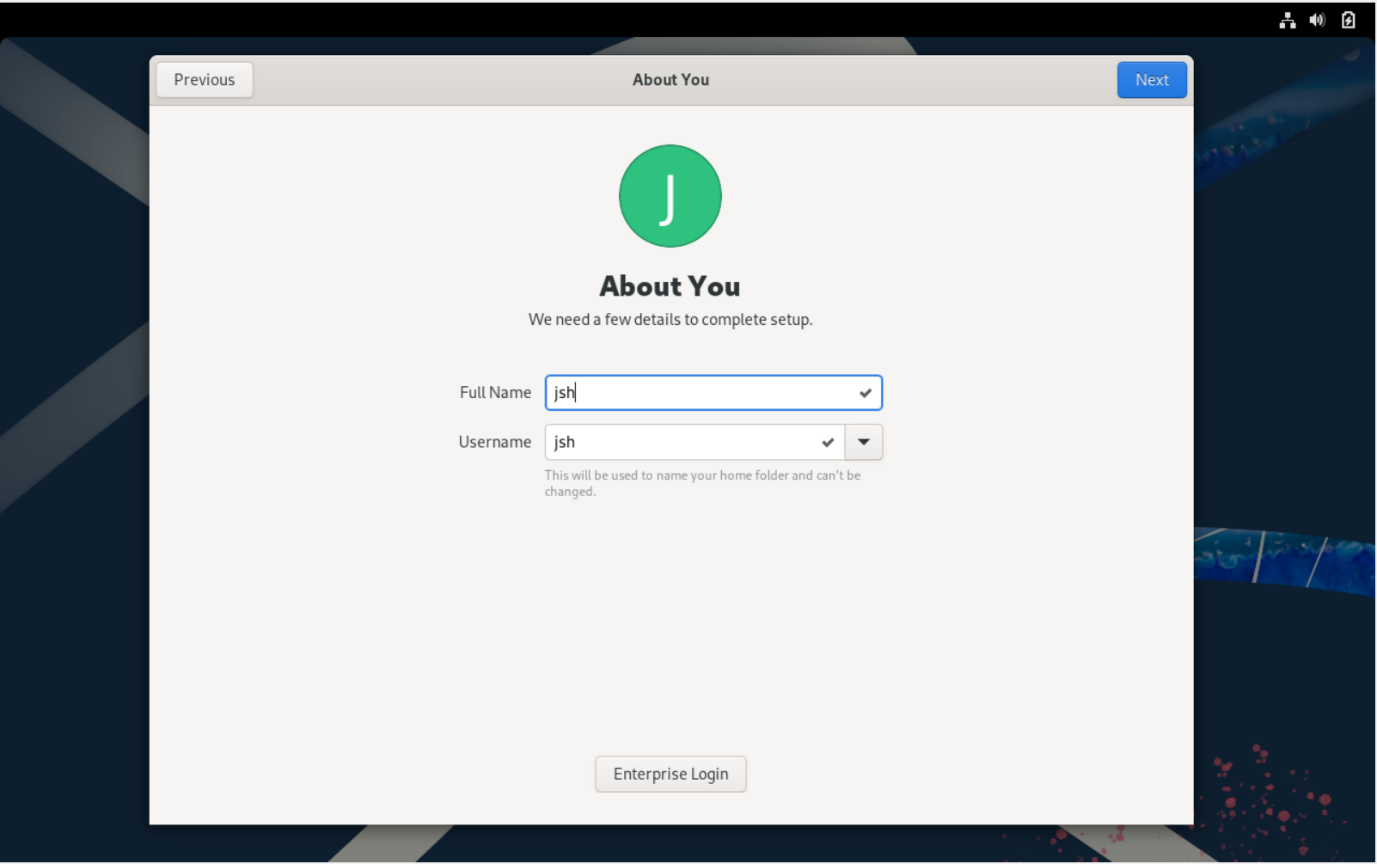 Previous
About You
Next
J
About You
We need a few details to complete setup.
Full Name
jsh
Username
jsh
This will be used to name your home folder and can't be
changed.
Enterprise Login